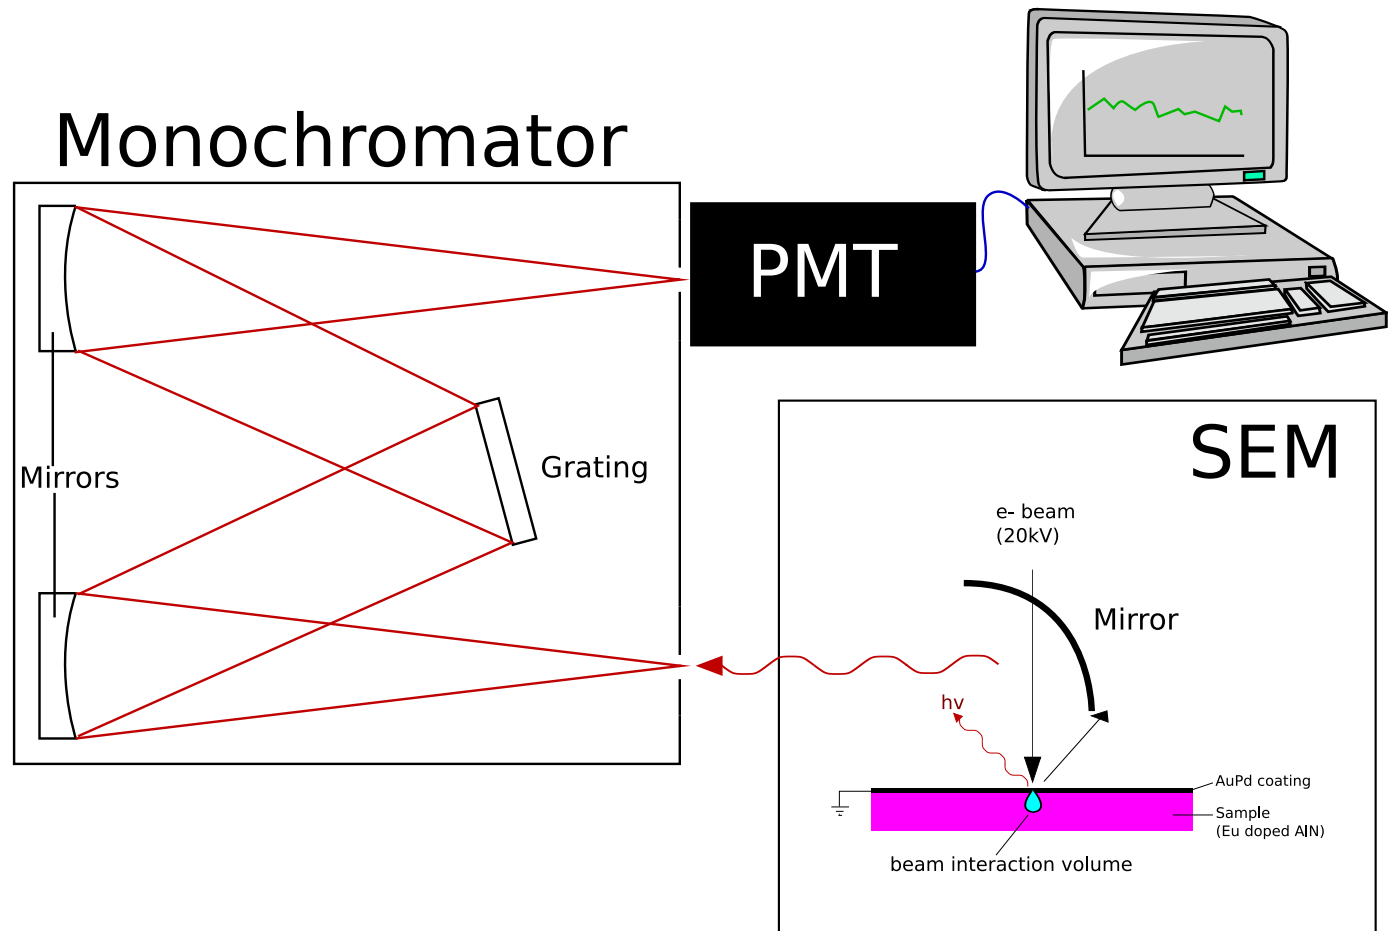 Monochromator
PMT
Mirrors
Grating
SEM
e- beam
(20kV)
Mirror
hv
AuPd coating
Sample
(Eu doped AlN)
beam interaction volume